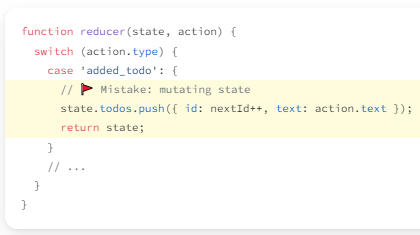 function reducer(state, action) {
  switch (action.type) {
    case 'added_todo': {
      // 🚩 Mistake: mutating state
      state.todos.push({ id: nextId++, text: action.text });
      return state;
    }
    // ...
  }
}